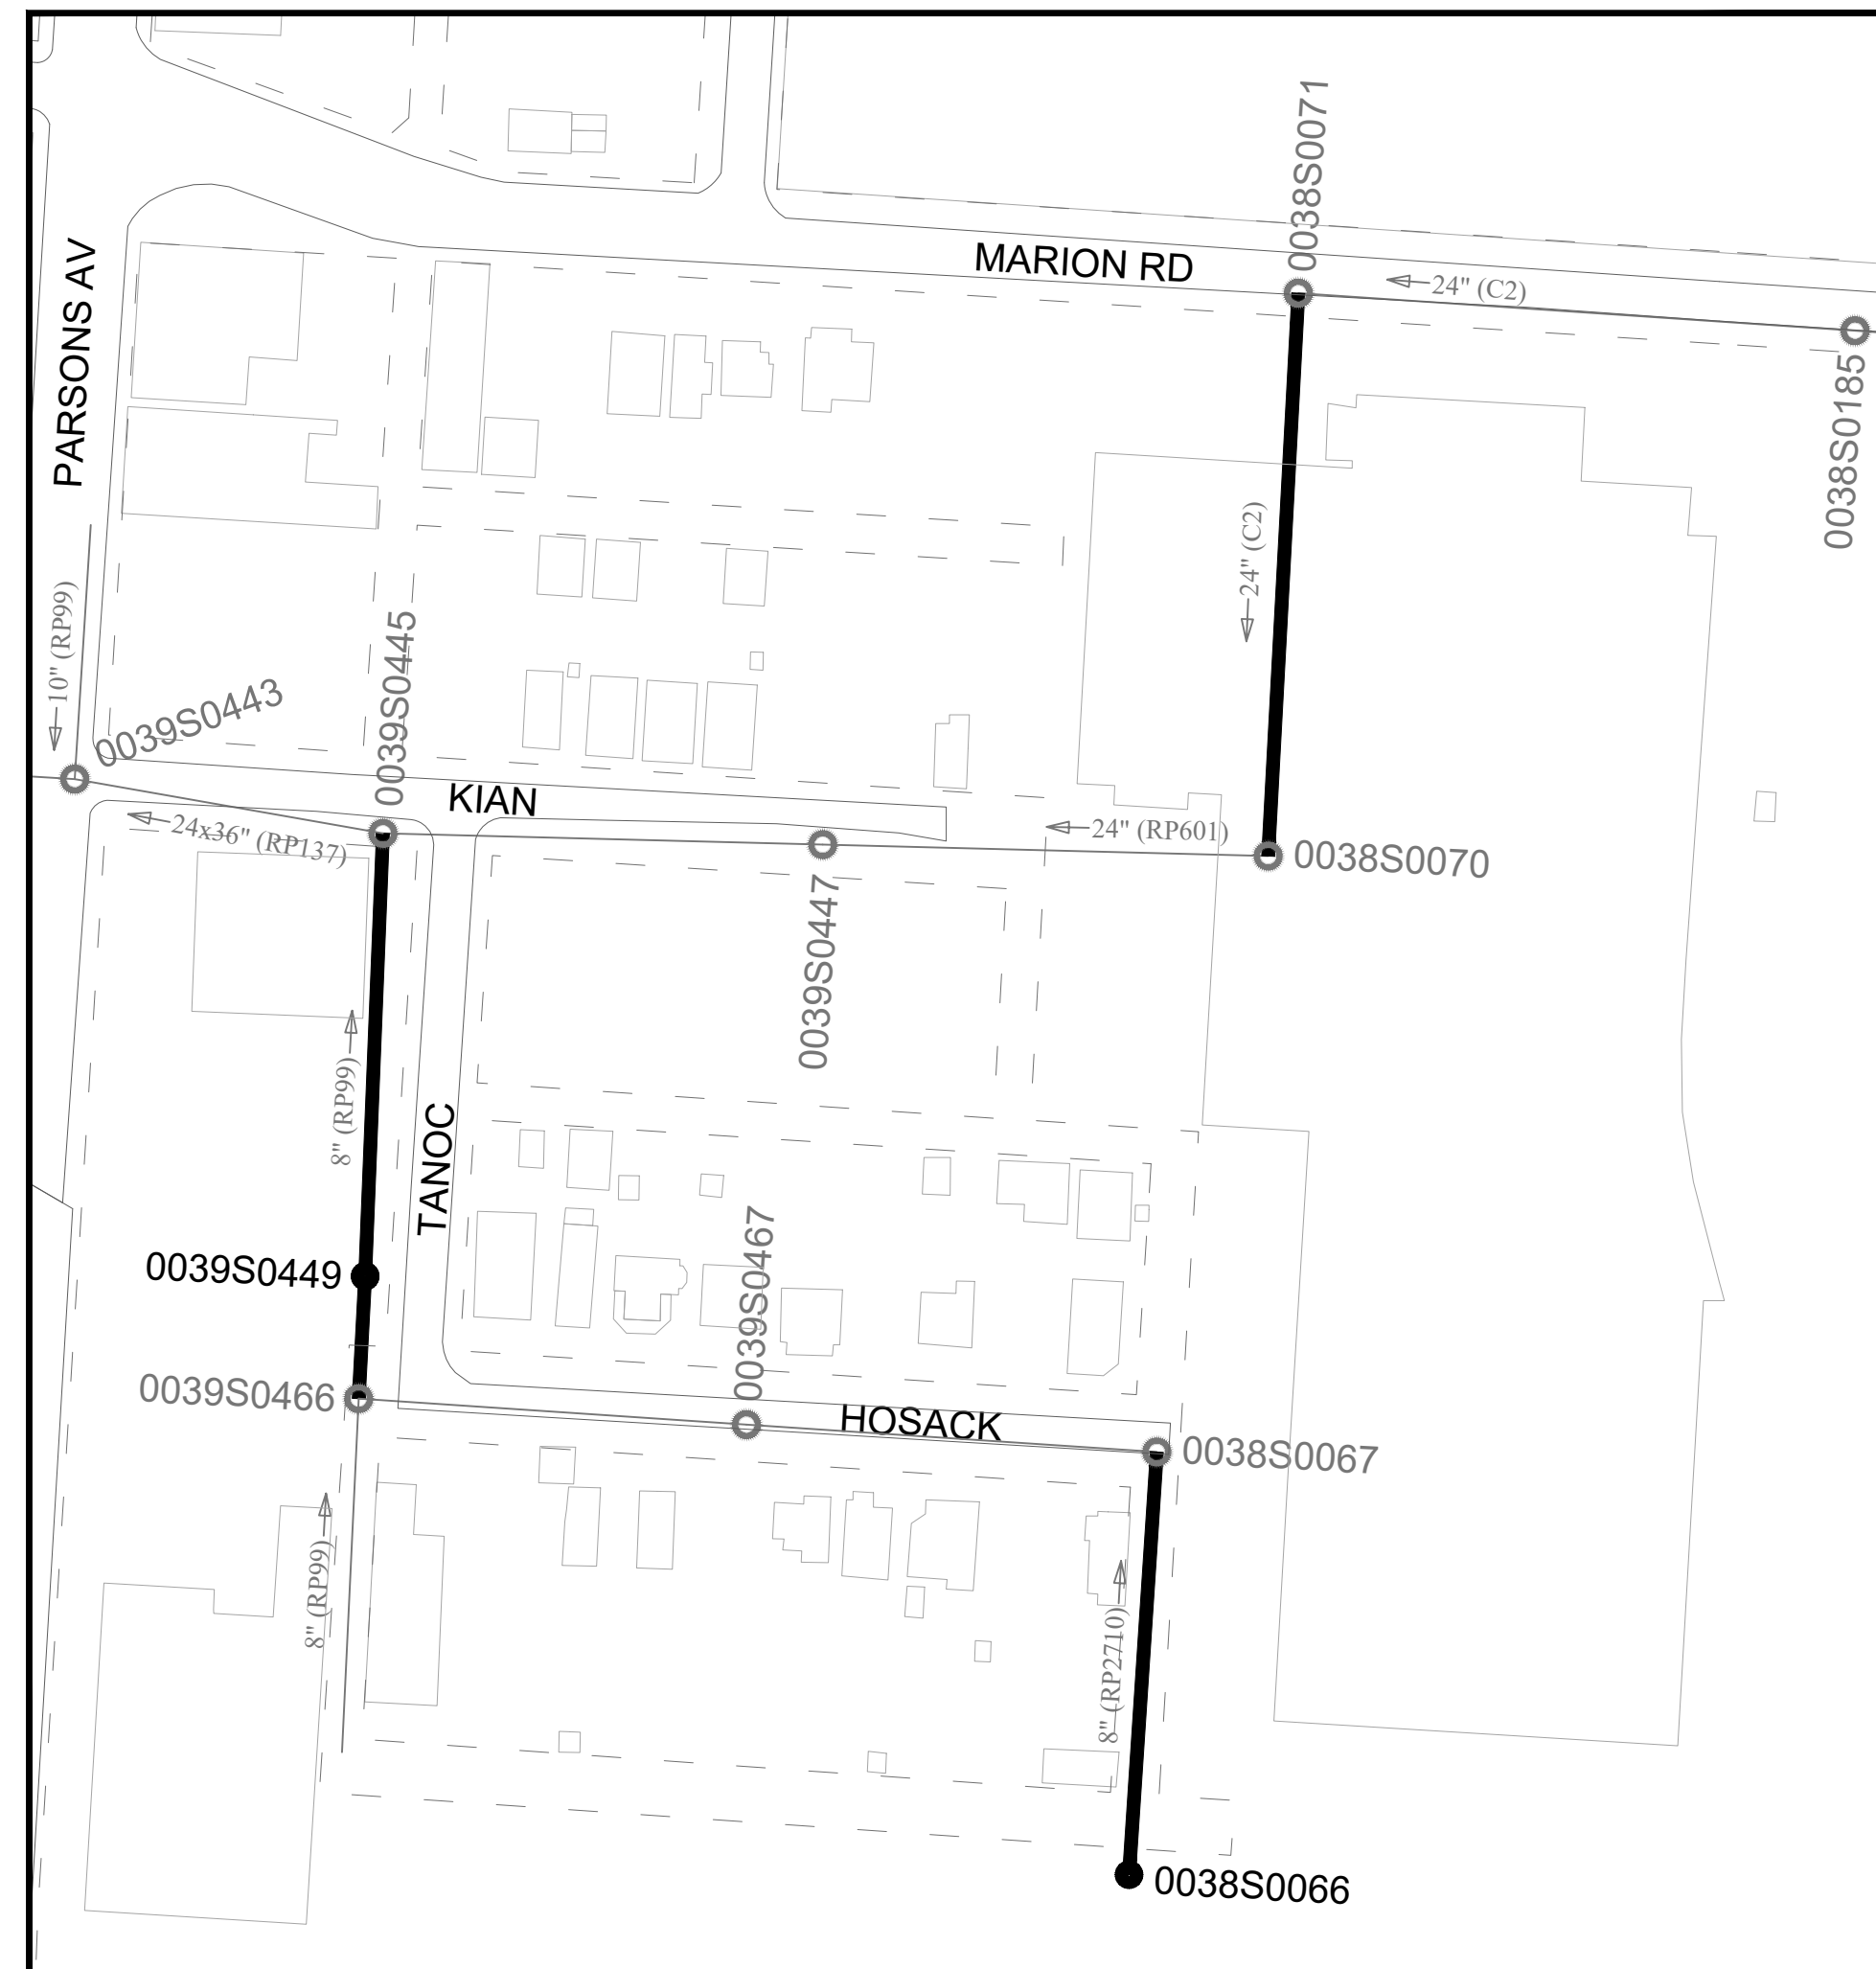 0038S0071
MARION RD
PARSONS AV
24" (C2)
0038S0185
24" (C2)
10" (RP99)
0039S0445
0039S0443
KIAN
24x36" (RP137)
24" (RP601)
0038S0070
0039S0447
8" (RP99)
TANOC
0039S0467
0039S0449
0039S0466
HOSACK
0038S0067
8" (RP99)
8" (RP2710)
0038S0066